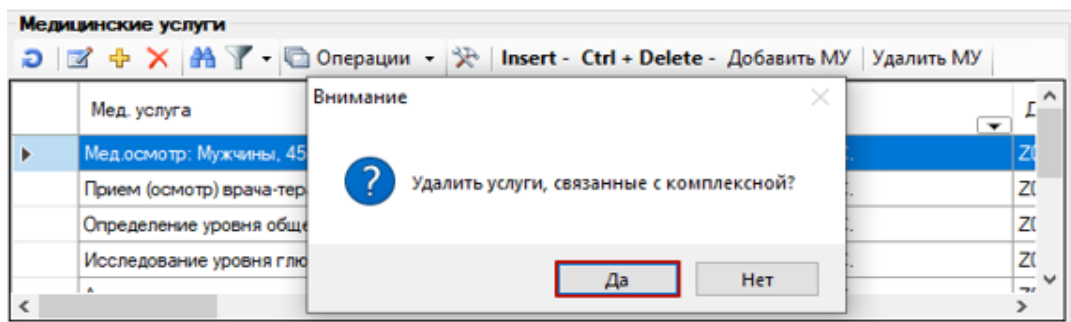 Медицинские услуги
Операции Insert - Ctrl + Delete - Добавить МУ Удалить МУ
Мед. услуга
Внимание
Мед.осмотр: Мужчины, 45
Прием (осмотр) врача-тер
Удалить услуги, связанные с комплексной?
Определение уровня обще
Исследование уровня глю
Да Нет